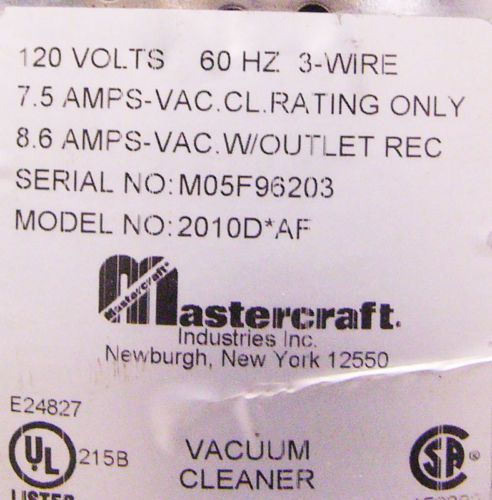 120 VOLTS 60 HZ 3-WIRE
7.5 AMPS-VAC.CL.RATING ONLY
8.6 AMPS-VAC.W/OUTLET REC
SERIAL NO:M05F96203
MODEL NO:2010D*AF
Mastercraft
Mastercraft.
Industries Inc.
Newburgh, New York 12550
E24827
UL 215B
LISTED
VACUUM
CLEANER
SA ®